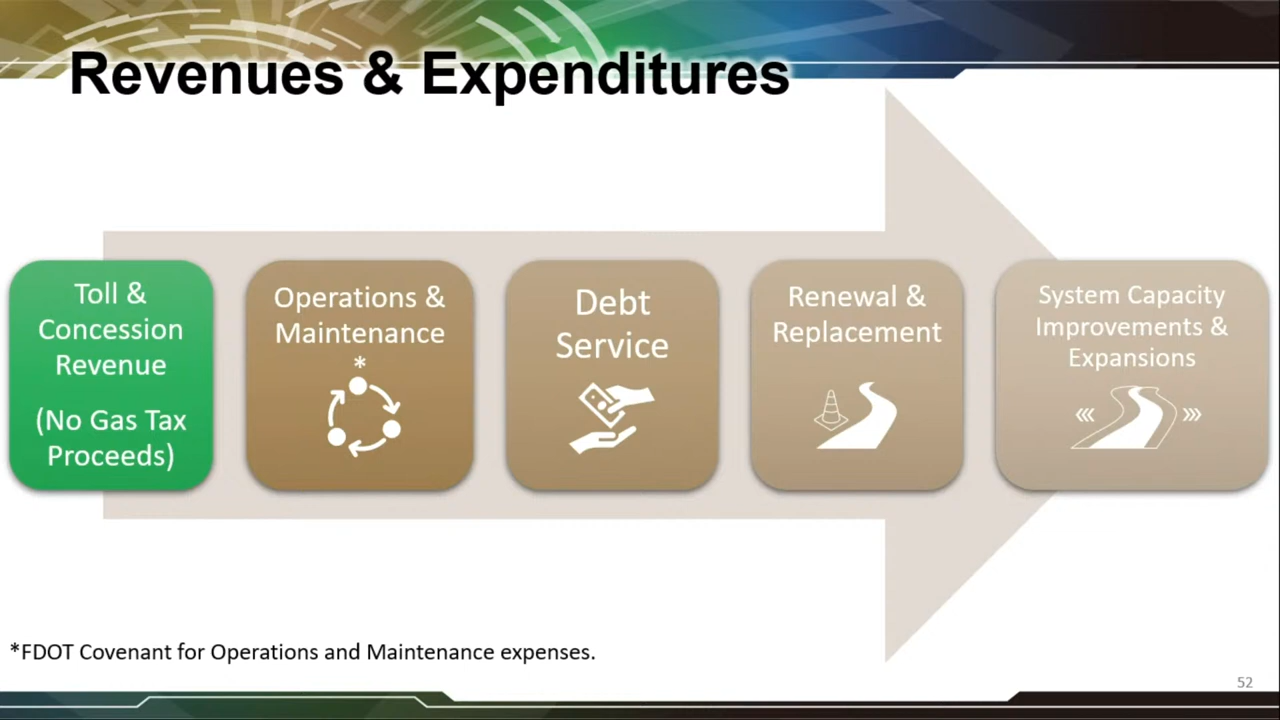 Revenues & Expenditures
Toll &
Concession
Revenue
(No Gas Tax
Proceeds)
Operations &
Maintenance
*
Debt
Service
Renewal &
Replacement
System Capacity
Improvements &
Expansions
*FDOT Covenant for Operations and Maintenance expenses.
52